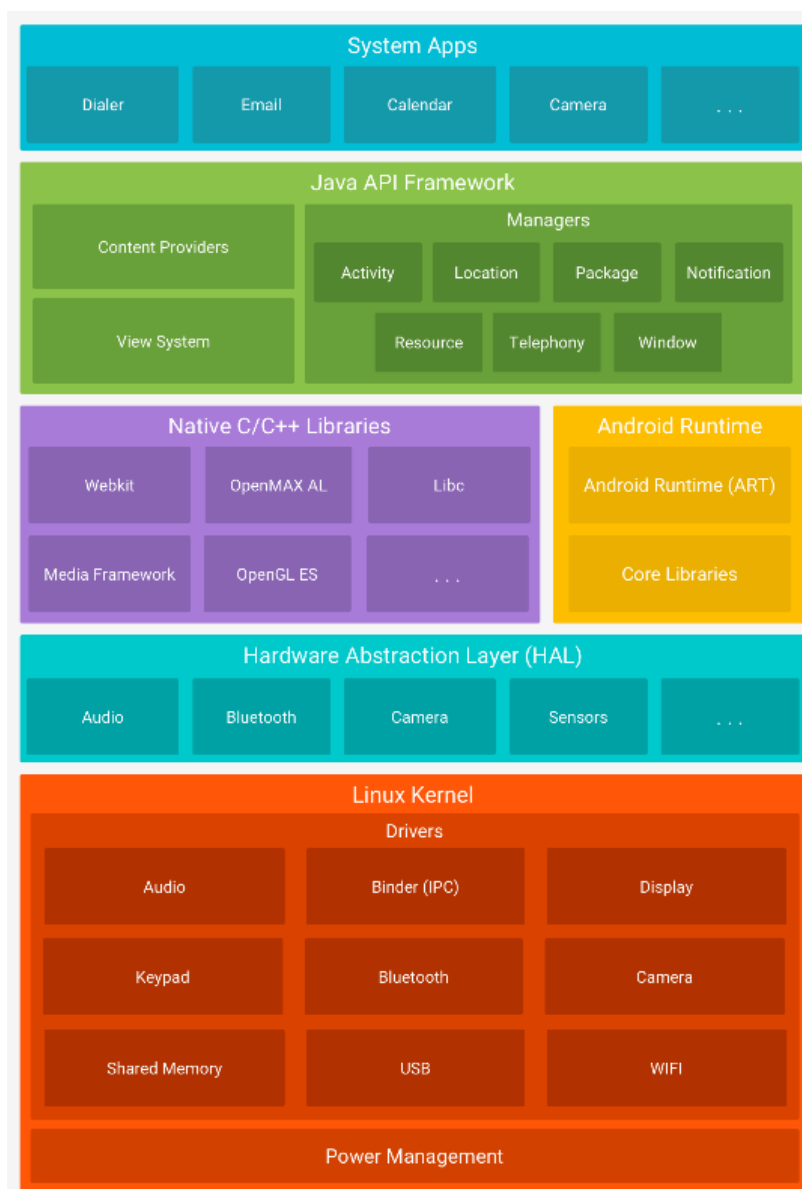 System Apps
Dialer
Email
Calendar
Camera
. . .
Java API Framework
Content Providers
View System
Managers
Activity
Location
Package
Notification
Resource
Telephony
Window
Native C/C++ Libraries
Webkit
OpenMAX AL
Libc
Media Framework
OpenGL ES
. . .
Android Runtime
Android Runtime (ART)
Core Libraries
Hardware Abstraction Layer (HAL)
Audio
Bluetooth
Camera
Sensors
. . .
Linux Kernel
Drivers
Audio
Binder (IPC)
Display
Keypad
Bluetooth
Camera
Shared Memory
USB
WIFI
Power Management